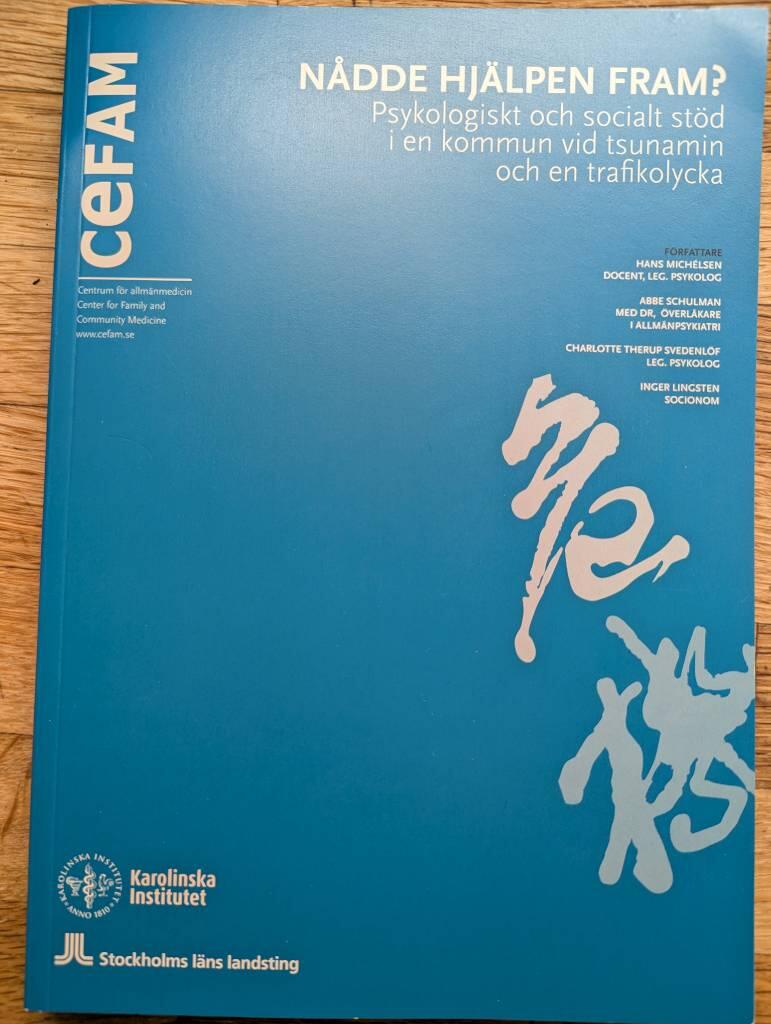 ceFAM
NÅDDE HJÄLPEN FRAM?
Psykologiskt och socialt stöd
i en kommun vid tsunamin
och en trafikolycka
Centrum för allmänmedicin
Center for Family and
Community Medicine
www.cefam.se
FÖRFATTARE
HANS MICHÉLSEN
DOCENT, LEG. PSYKOLOG
ABBE SCHULMAN
MED DR, ÖVERLÄKARE
I ALLMÄNPSYKIATRI
CHARLOTTE THERUP SVEDENLÖF
LEG. PSYKOLOG
INGER LINGSTEN
SOCIONOM
危
機
KAROLINSKA INSTITUTET
ANNO 1810
Karolinska
Institutet
Stockholms läns landsting